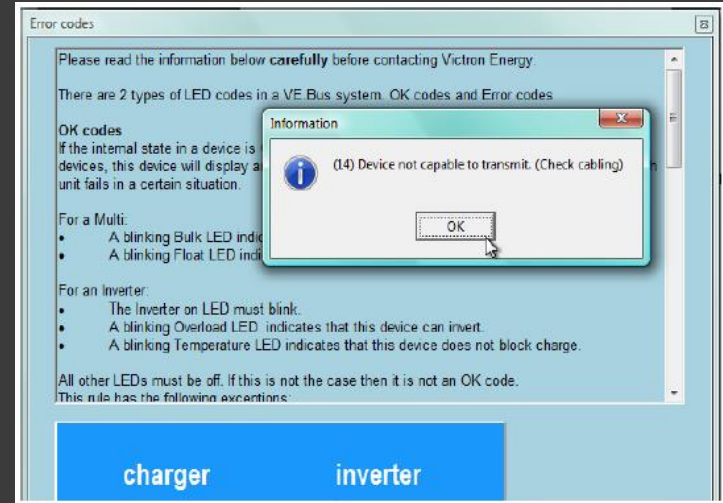 Error codes
Please read the information below carefully before contacting Victron Energy.
There are 2 types of LED codes in a VE.Bus system. OK codes and Error codes
OK codes
If the internal state in a device is
devices, this device will display a
unit fails in a certain situation.
For a Multi:
• A blinking Bulk LED indic
• A blinking Float LED indi
For an Inverter:
• The Inverter on LED must blink.
• A blinking Overload LED indicates that this device can invert.
• A blinking Temperature LED indicates that this device does not block charge.
All other LEDs must be off. If this is not the case then it is not an OK code.
This rule has the following exceptions:
Information
(14) Device not capable to transmit. (Check cabling)
OK
charger inverter